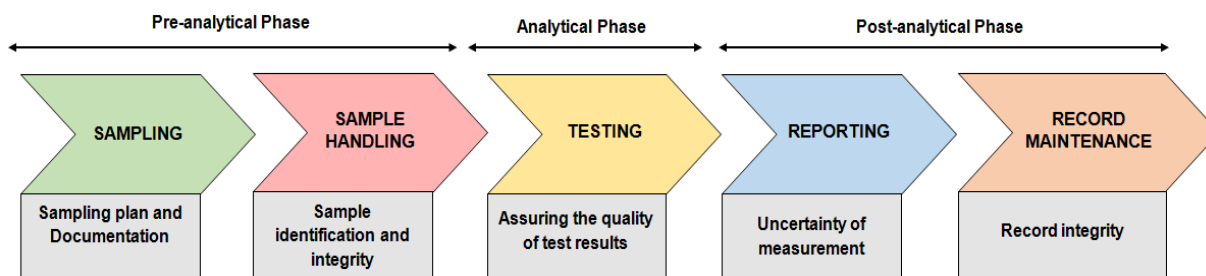 Pre-analytical Phase
Analytical Phase
Post-analytical Phase
SAMPLING
SAMPLE
HANDLING
TESTING
REPORTING
RECORD
MAINTENANCE
Sampling plan and
Documentation
Sample
identification and
integrity
Assuring the quality
of test results
Uncertainty of
measurement
Record integrity